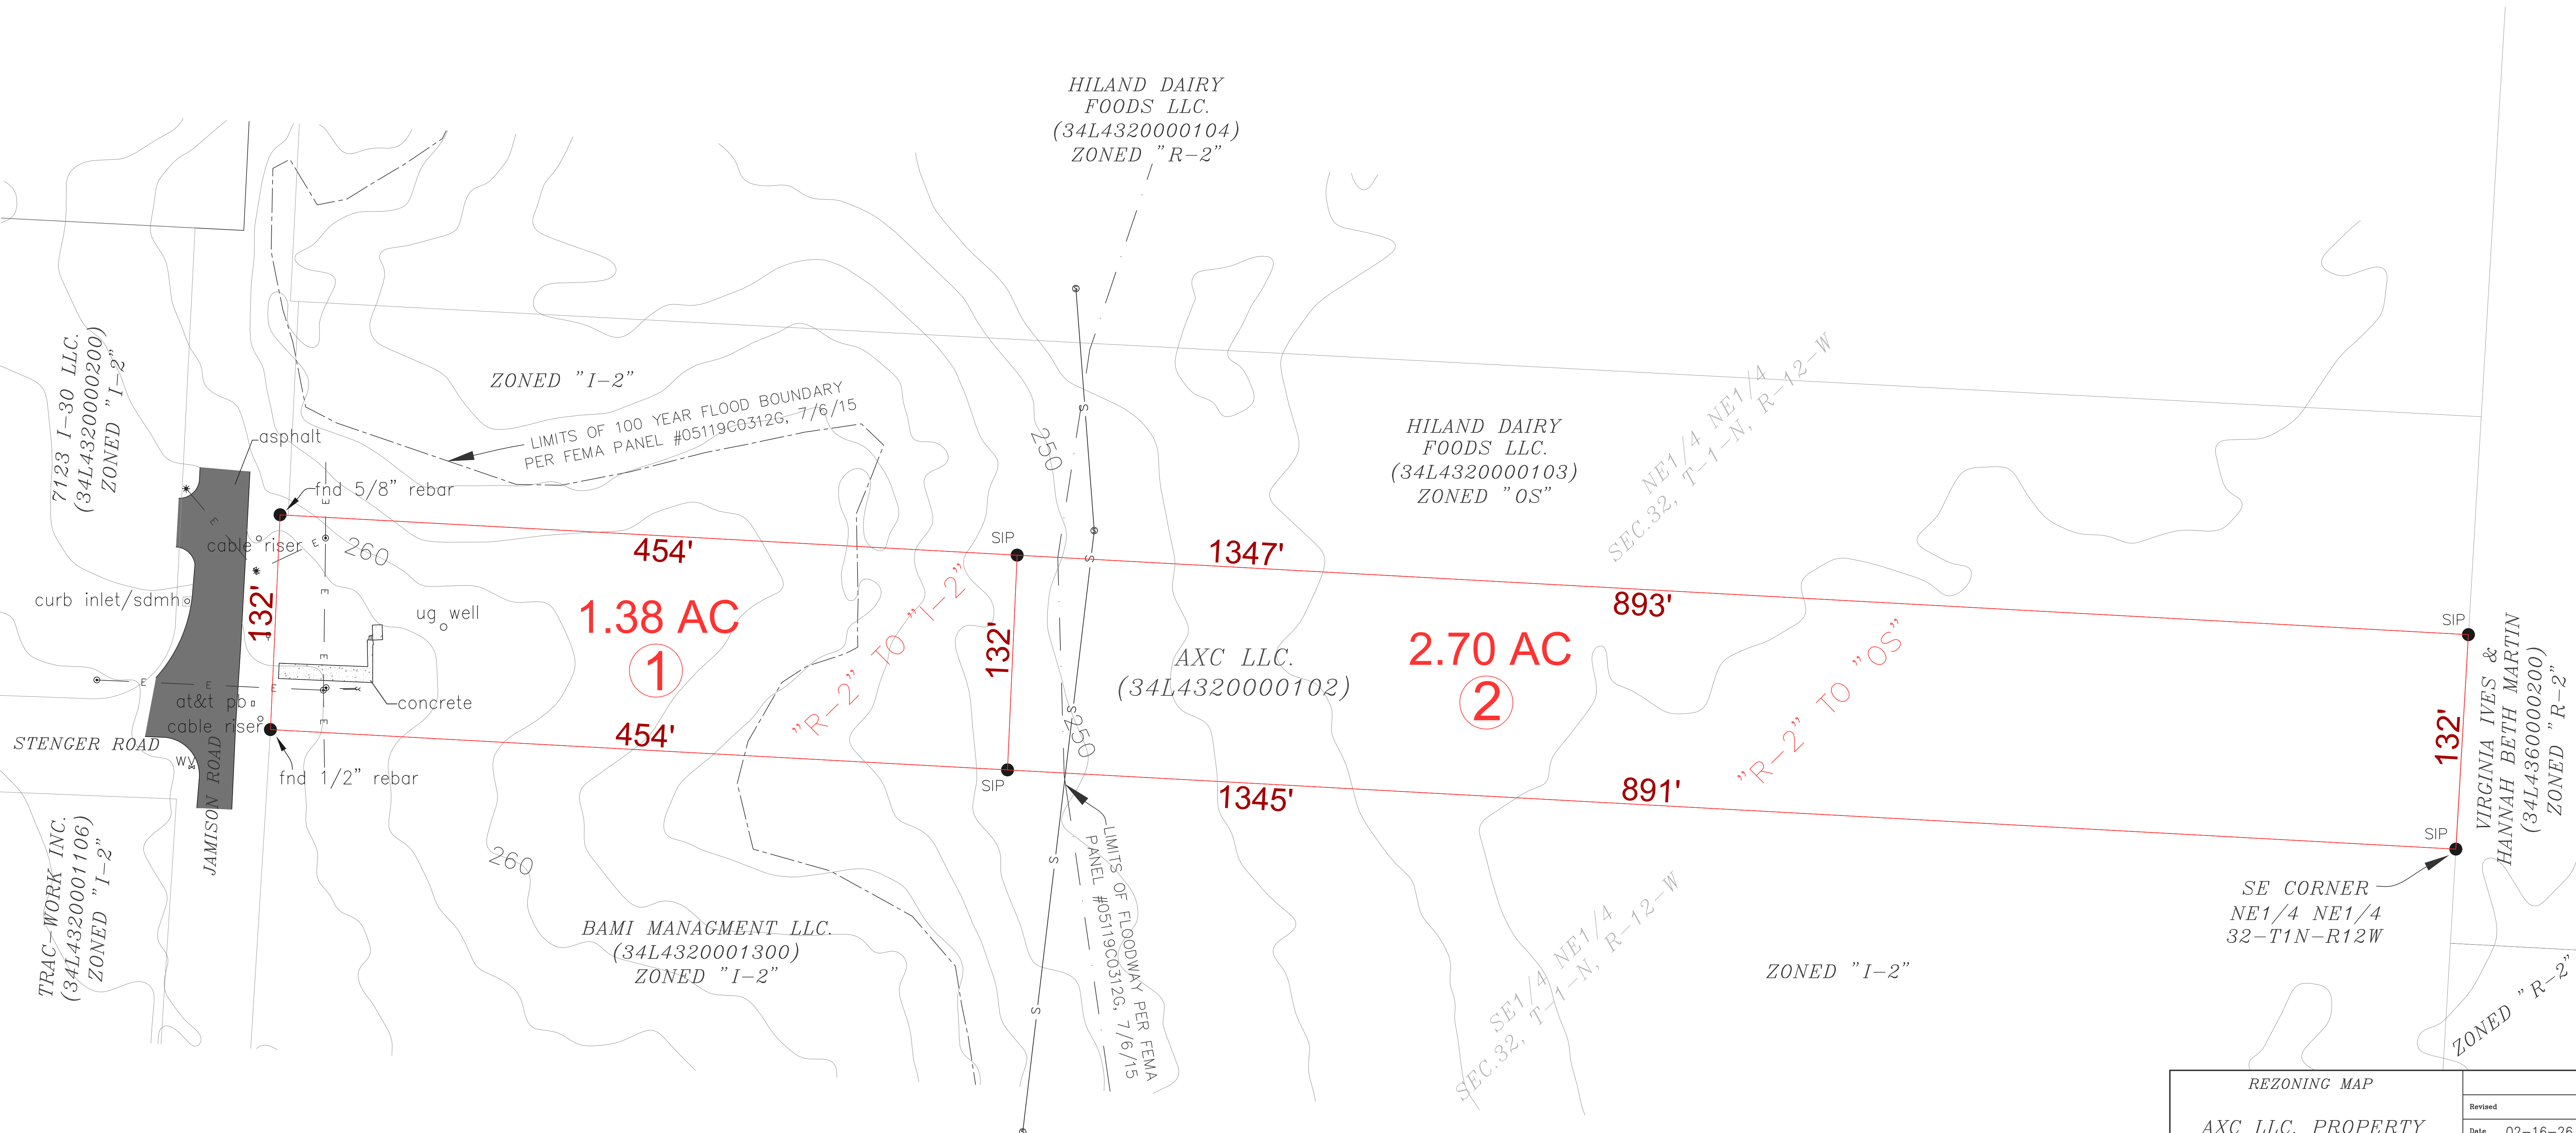 HILAND DAIRY
FOODS LLC.
(34L4320000104)
ZONED "R-2"
7123 I-30 LLC.
(34L4320000200)
ZONED "I-2"
ZONED "I-2"
LIMITS OF 100 YEAR FLOOD BOUNDARY
PER FEMA PANEL #05119C0312G, 7/6/15
250
HILAND DAIRY
FOODS LLC.
(34L4320000103)
ZONED "OS"
NE1/4 NE1/4
SEC.32, T-1-N, R-12-W
asphalt
fnd 5/8" rebar
E
E
cable riser
E
260
454'
SIP
S
S
1347'
893'
SIP
curb inlet/sdmh
132'
E
ug well
1.38 AC
1
"R-2" TO "I-2"
132'
AXC LLC.
(34L4320000102)
2.70 AC
2
"R-2" TO "OS"
132'
VIRGINIA IVES &
HANNAH BETH MARTIN
(34L4360000200)
ZONED "R-2"
E
E
E
E
at&t pb
concrete
cable riser
E
STENGER ROAD
JAMISON ROAD
wv
fnd 1/2" rebar
454'
SIP
S
250
1345'
891'
SIP
SE CORNER
NE1/4 NE1/4
32-T1N-R12W
TRAC-WORK INC.
(34L4320001106)
ZONED "I-2"
260
BAMI MANAGMENT LLC.
(34L4320001300)
ZONED "I-2"
S
S
LIMITS OF FLOODWAY PER FEMA
PANEL #05119C0312G, 7/6/15
SE1/4 NE1/4
SEC.32, T-1-N, R-12-W
ZONED "I-2"
ZONED "R-2"
REZONING MAP
AXC LLC. PROPERTY
Revised
Date 02-16-26